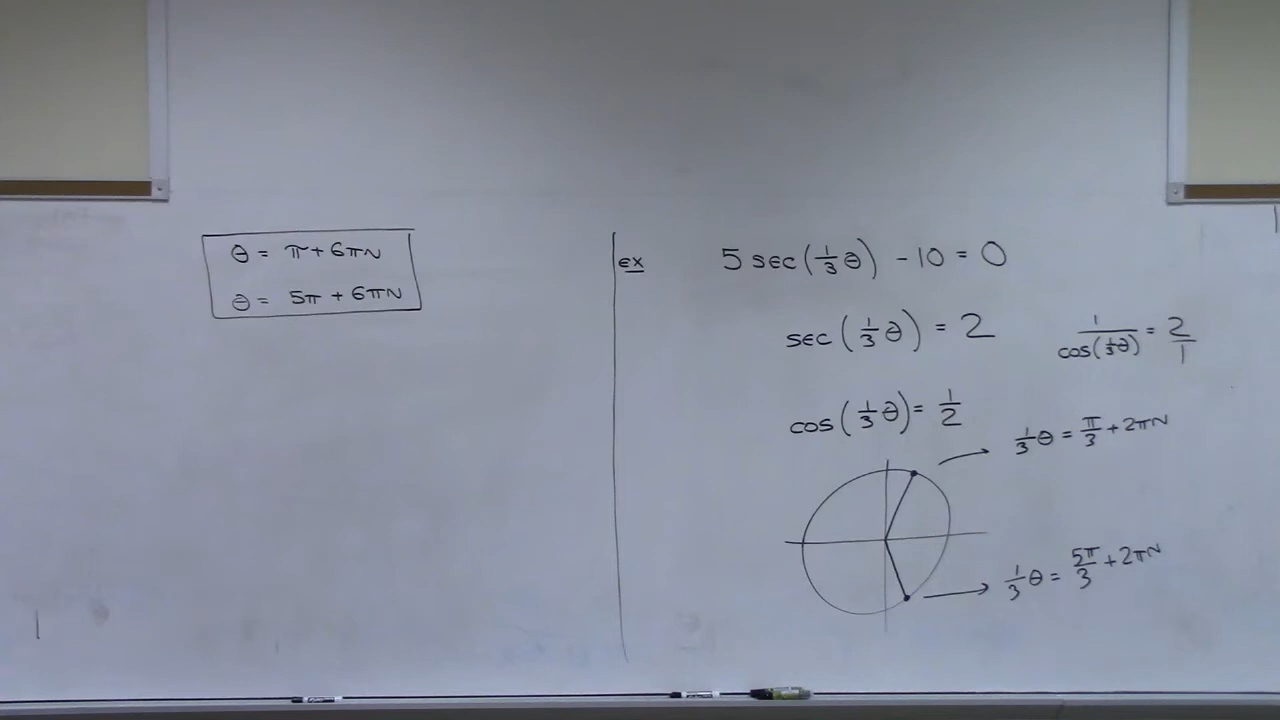 θ = π + 6πN
θ = 5π + 6πN
ex
5 sec(1/3 θ) - 10 = 0
sec(1/3 θ) = 2
1/cos(1/3 θ) = 2/1
cos(1/3 θ) = 1/2
1/3 θ = π/3 + 2πN
1/3 θ = 5π/3 + 2πN